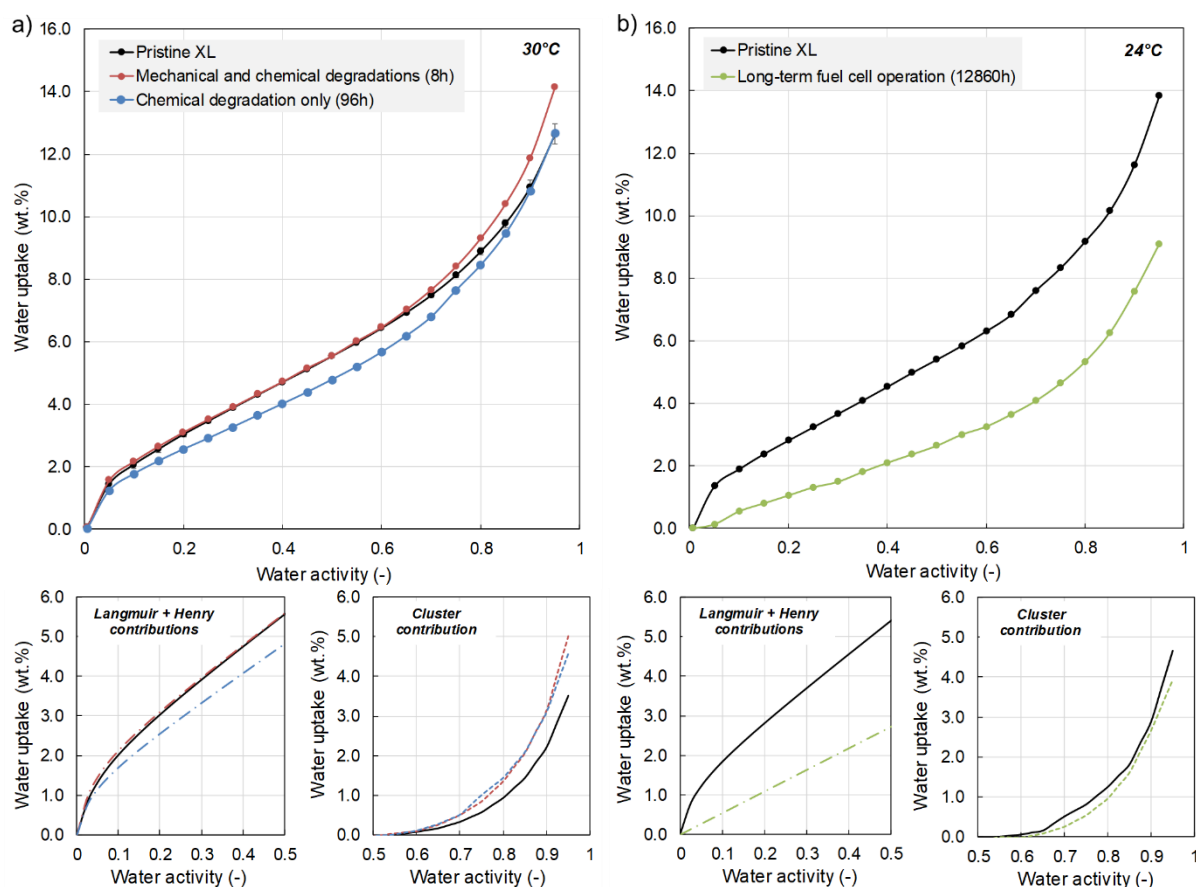 a)
16.0
14.0
12.0
10.0
8.0
6.0
4.0
2.0
0.0
Water uptake (wt.%)
Pristine XL
Mechanical and chemical degradations (8h)
Chemical degradation only (96h)
30°C
0
0.2
0.4
0.6
0.8
1
Water activity (-)
b)
16.0
14.0
12.0
10.0
8.0
6.0
4.0
2.0
0.0
Water uptake (wt.%)
Pristine XL
Long-term fuel cell operation (12860h)
24°C
0
0.2
0.4
0.6
0.8
1
Water activity (-)
6.0
5.0
4.0
3.0
2.0
1.0
0.0
Water uptake (wt.%)
Langmuir + Henry
contributions
0
0.1
0.2
0.3
0.4
0.5
Water activity (-)
6.0
5.0
4.0
3.0
2.0
1.0
0.0
Water uptake (wt.%)
Cluster
contribution
0.5
0.6
0.7
0.8
0.9
1
Water activity (-)
6.0
5.0
4.0
3.0
2.0
1.0
0.0
Water uptake (wt.%)
Langmuir + Henry
contributions
0
0.1
0.2
0.3
0.4
0.5
Water activity (-)
6.0
5.0
4.0
3.0
2.0
1.0
0.0
Water uptake (wt.%)
Cluster
contribution
0.5
0.6
0.7
0.8
0.9
1
Water activity (-)